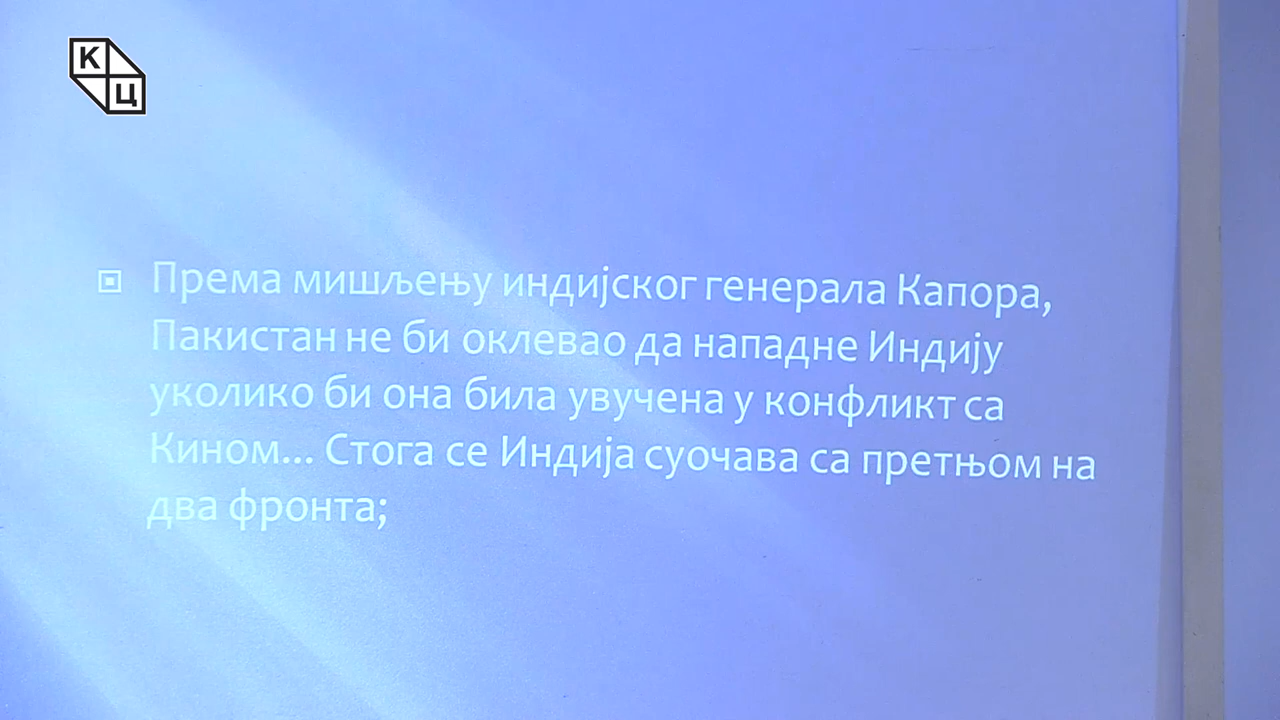 К
Ц
Према мишљењу индијског генерала Капора,
Пакистан не би оклевао да нападне Индију
уколико би она била увучена у конфликт са
Кином... Стога се Индија суочава са претњом на
два фронта;